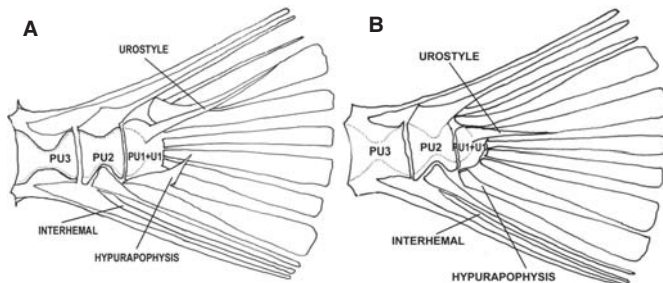 A
UROSTYLE
PU3
PU2
PU1+U1
INTERHEMAL
HYPURAPOPHYSIS
B
UROSTYLE
PU3
PU2
PU1+U1
INTERHEMAL
HYPURAPOPHYSIS